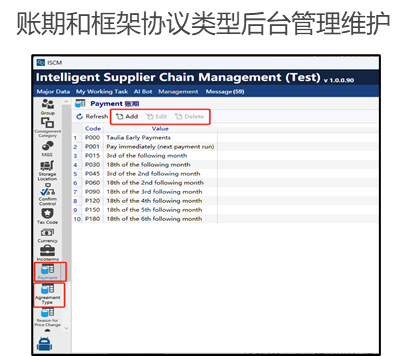 账期和框架协议类型后台管理维护
ISCM
Intelligent Supplier Chain Management (Test) v 1.0.0.90
Major Data My Working Task AI Bot Management Message(59)
Group
Consignment Category
MGS
Storage Location
Confirm Control
Tax Code
Currency
Incoterms
Payment
Agreement Type
Reason for Price Change
Payment 账期
Refresh Add Edit Delete
Code Value
1 P000 Taulia Early Payments
2 P001 Pay immediately (next payment run)
3 P015 3rd of the following month
4 P030 18th of the following month
5 P045 3rd of the 2nd following month
6 P060 18th of the 2nd following month
7 P090 18th of the 3rd following month
8 P120 18th of the 4th following month
9 P150 18th of the 5th following month
10 P180 18th of the 6th following month